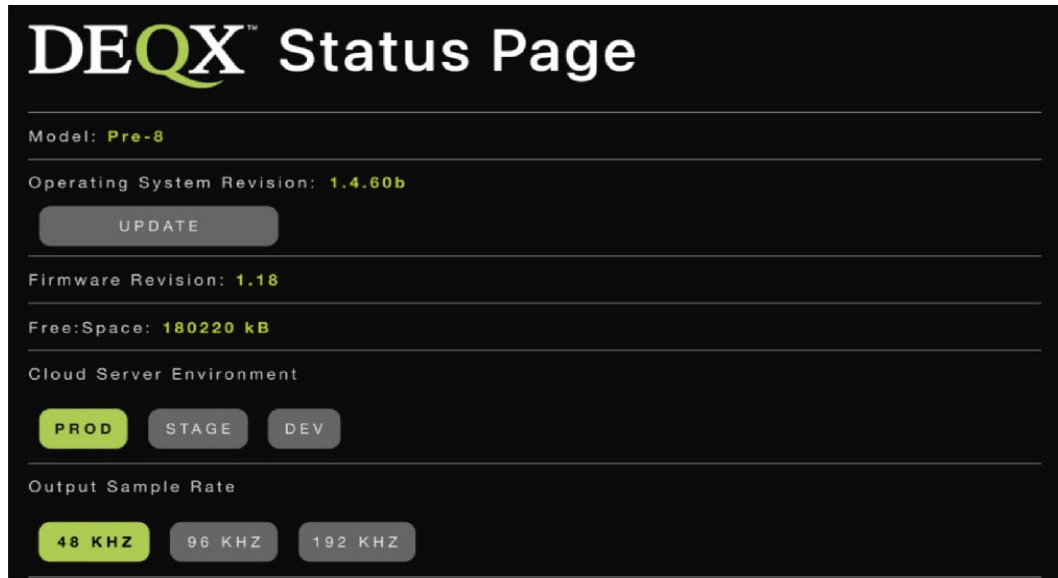 DEQX™ Status Page
Model: Pre-8
Operating System Revision: 1.4.60b
UPDATE
Firmware Revision: 1.18
Free:Space: 180220 kB
Cloud Server Environment
PROD STAGE DEV
Output Sample Rate
48 KHZ 96 KHZ 192 KHZ